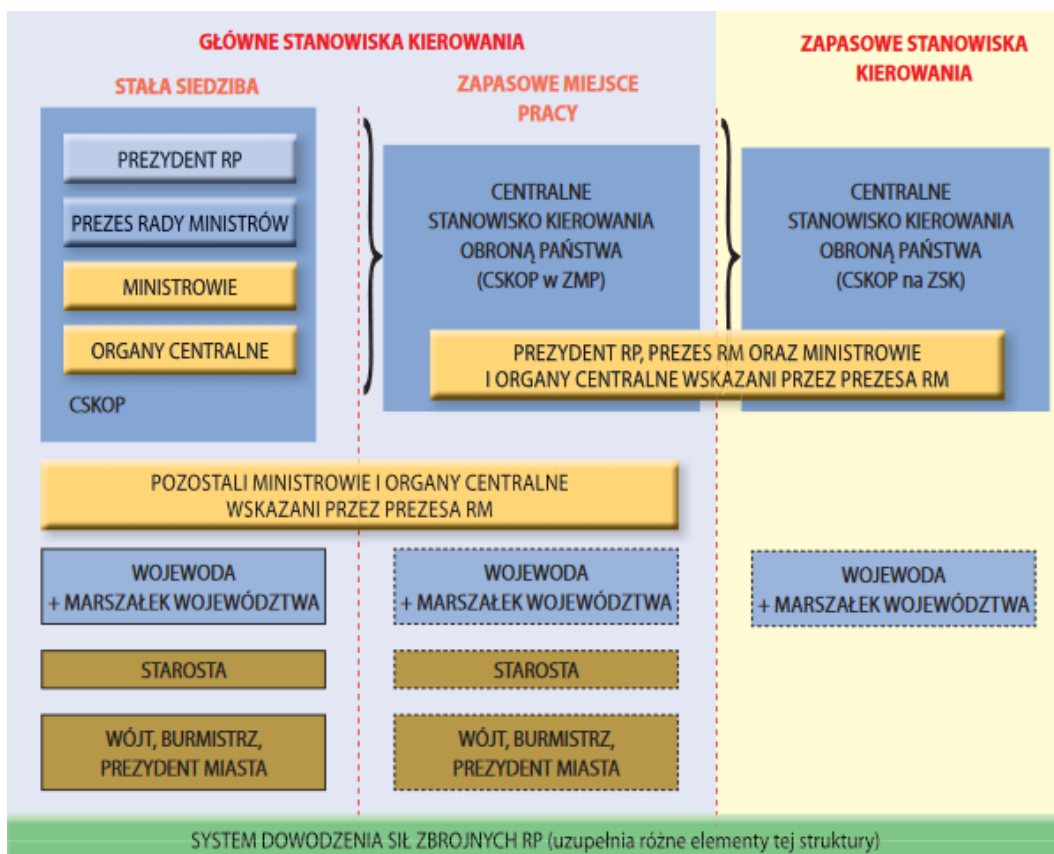 GŁÓWNE STANOWISKA KIEROWANIA
ZAPASOWE STANOWISKA
KIEROWANIA
STAŁA SIEDZIBA
ZAPASOWE MIEJSCE
PRACY
PREZYDENT RP
PREZES RADY MINISTRÓW
MINISTROWIE
ORGANY CENTRALNE
CSKOP
CENTRALNE
STANOWISKO KIEROWANIA
OBRONĄ PAŃSTWA
(CSKOP w ZMP)
CENTRALNE
STANOWISKO KIEROWANIA
OBRONĄ PAŃSTWA
(CSKOP na ZSK)
PREZYDENT RP, PREZES RM ORAZ MINISTROWIE
I ORGANY CENTRALNE WSKAZANI PRZEZ PREZESA RM
POZOSTALI MINISTROWIE I ORGANY CENTRALNE
WSKAZANI PRZEZ PREZESA RM
WOJEWODA
+ MARSZAŁEK WOJEWÓDZTWA
WOJEWODA
+ MARSZAŁEK WOJEWÓDZTWA
WOJEWODA
+ MARSZAŁEK WOJEWÓDZTWA
STAROSTA
STAROSTA
WÓJT, BURMISTRZ,
PREZYDENT MIASTA
WÓJT, BURMISTRZ,
PREZYDENT MIASTA
SYSTEM DOWODZENIA SIŁ ZBROJNYCH RP (uzupełnia różne elementy tej struktury)